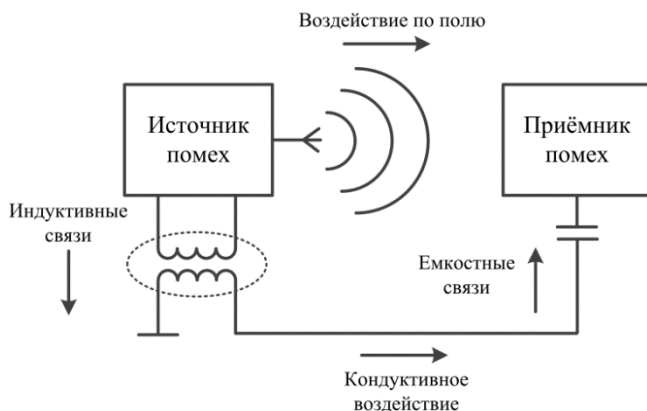 Воздействие по полю
Источник
помех
Приёмник
помех
Индуктивные
связи
Емкостные
связи
Кондуктивное
воздействие